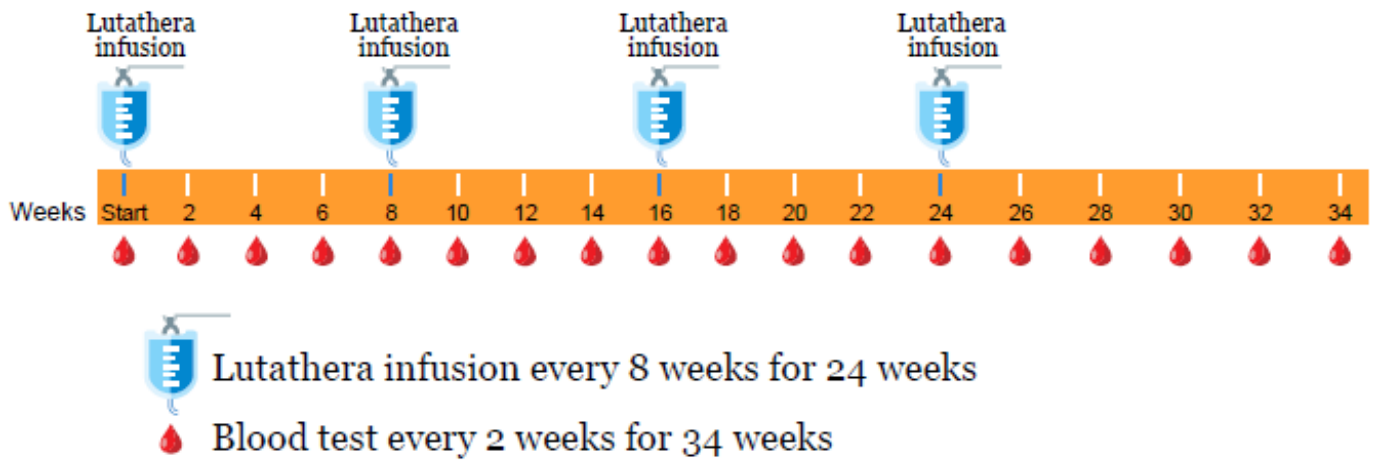 Lutathera Lutathera Lutathera Lutathera
infusion infusion infusion infusion
Weeks Start 2 4 6 8 10 12 14 16 18 20 22 24 26 28 30 32 34
Lutathera infusion every 8 weeks for 24 weeks
Blood test every 2 weeks for 34 weeks